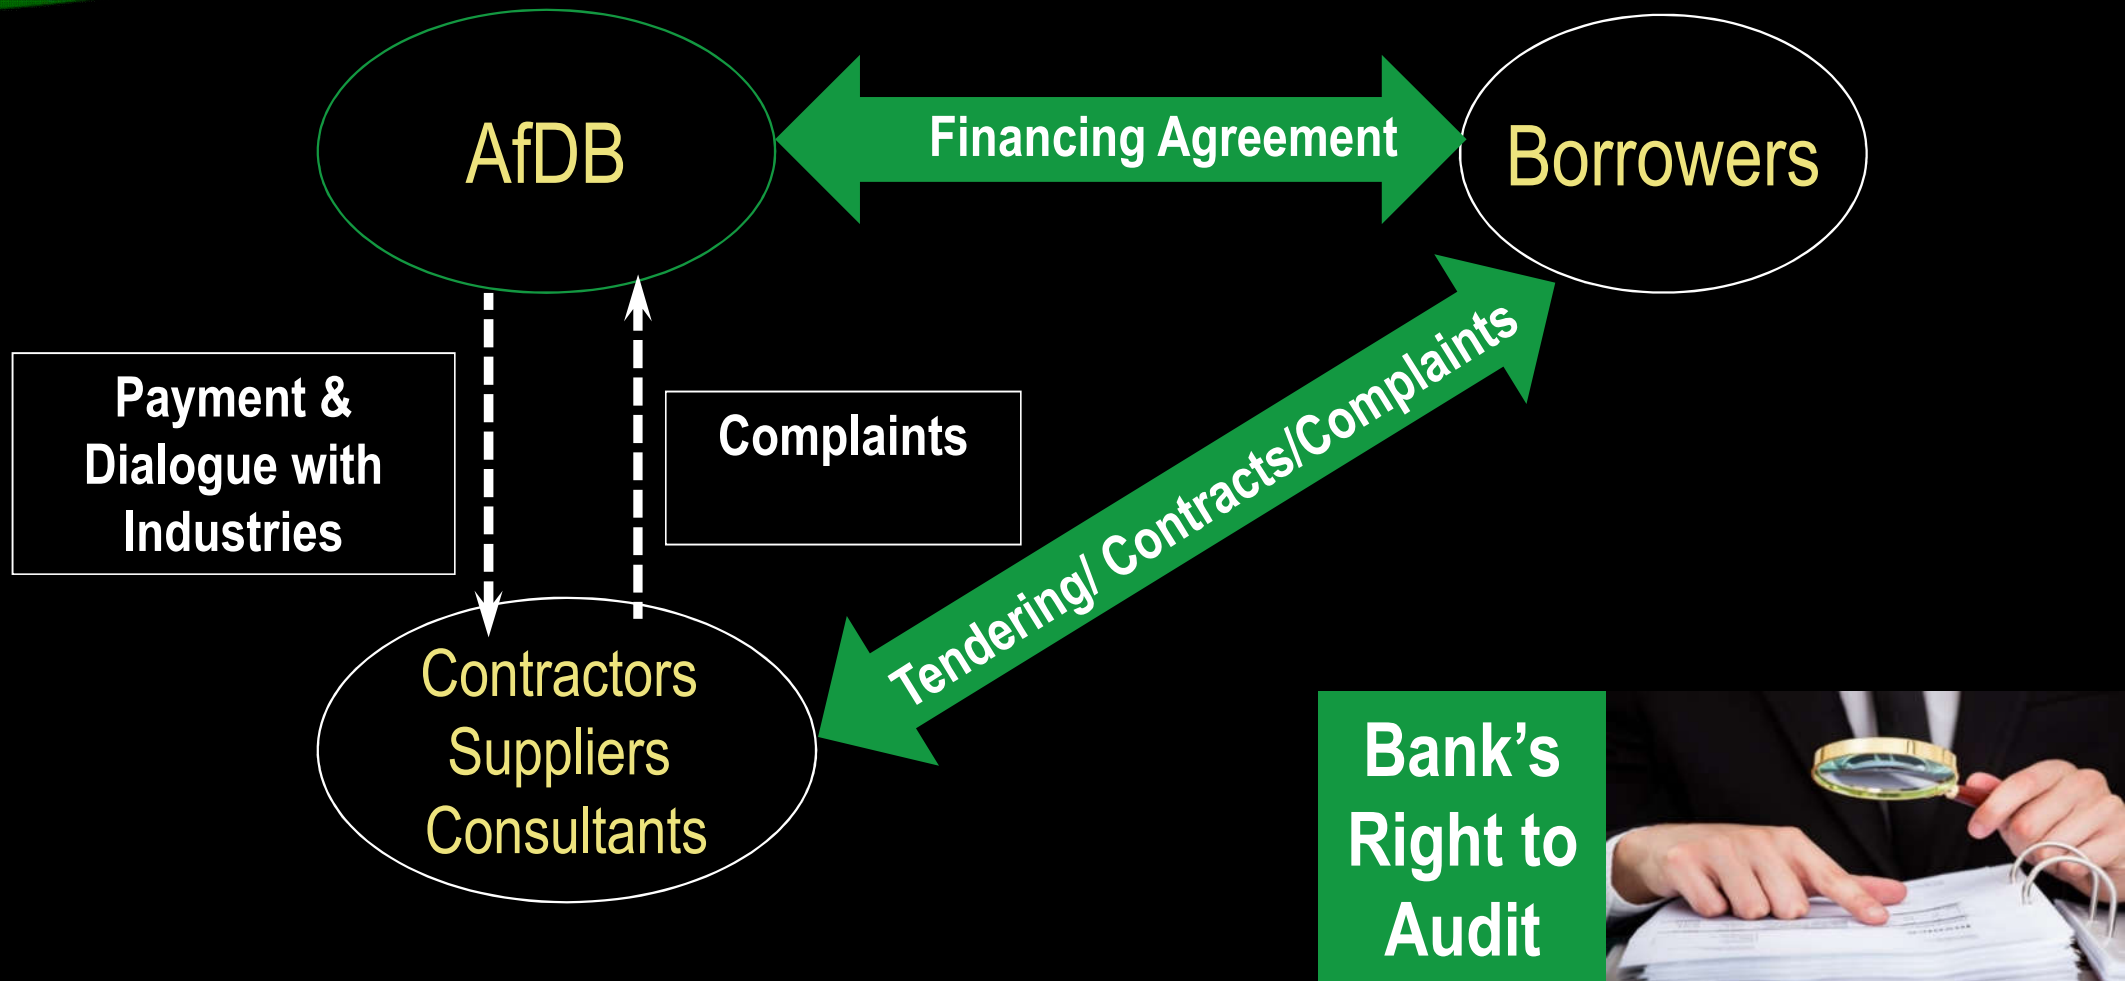 AfDB
Financing Agreement
Borrowers
Payment &
Dialogue with
Industries
Complaints
Tendering/ Contracts/Complaints
Contractors
Suppliers
Consultants
Bank’s
Right to
Audit